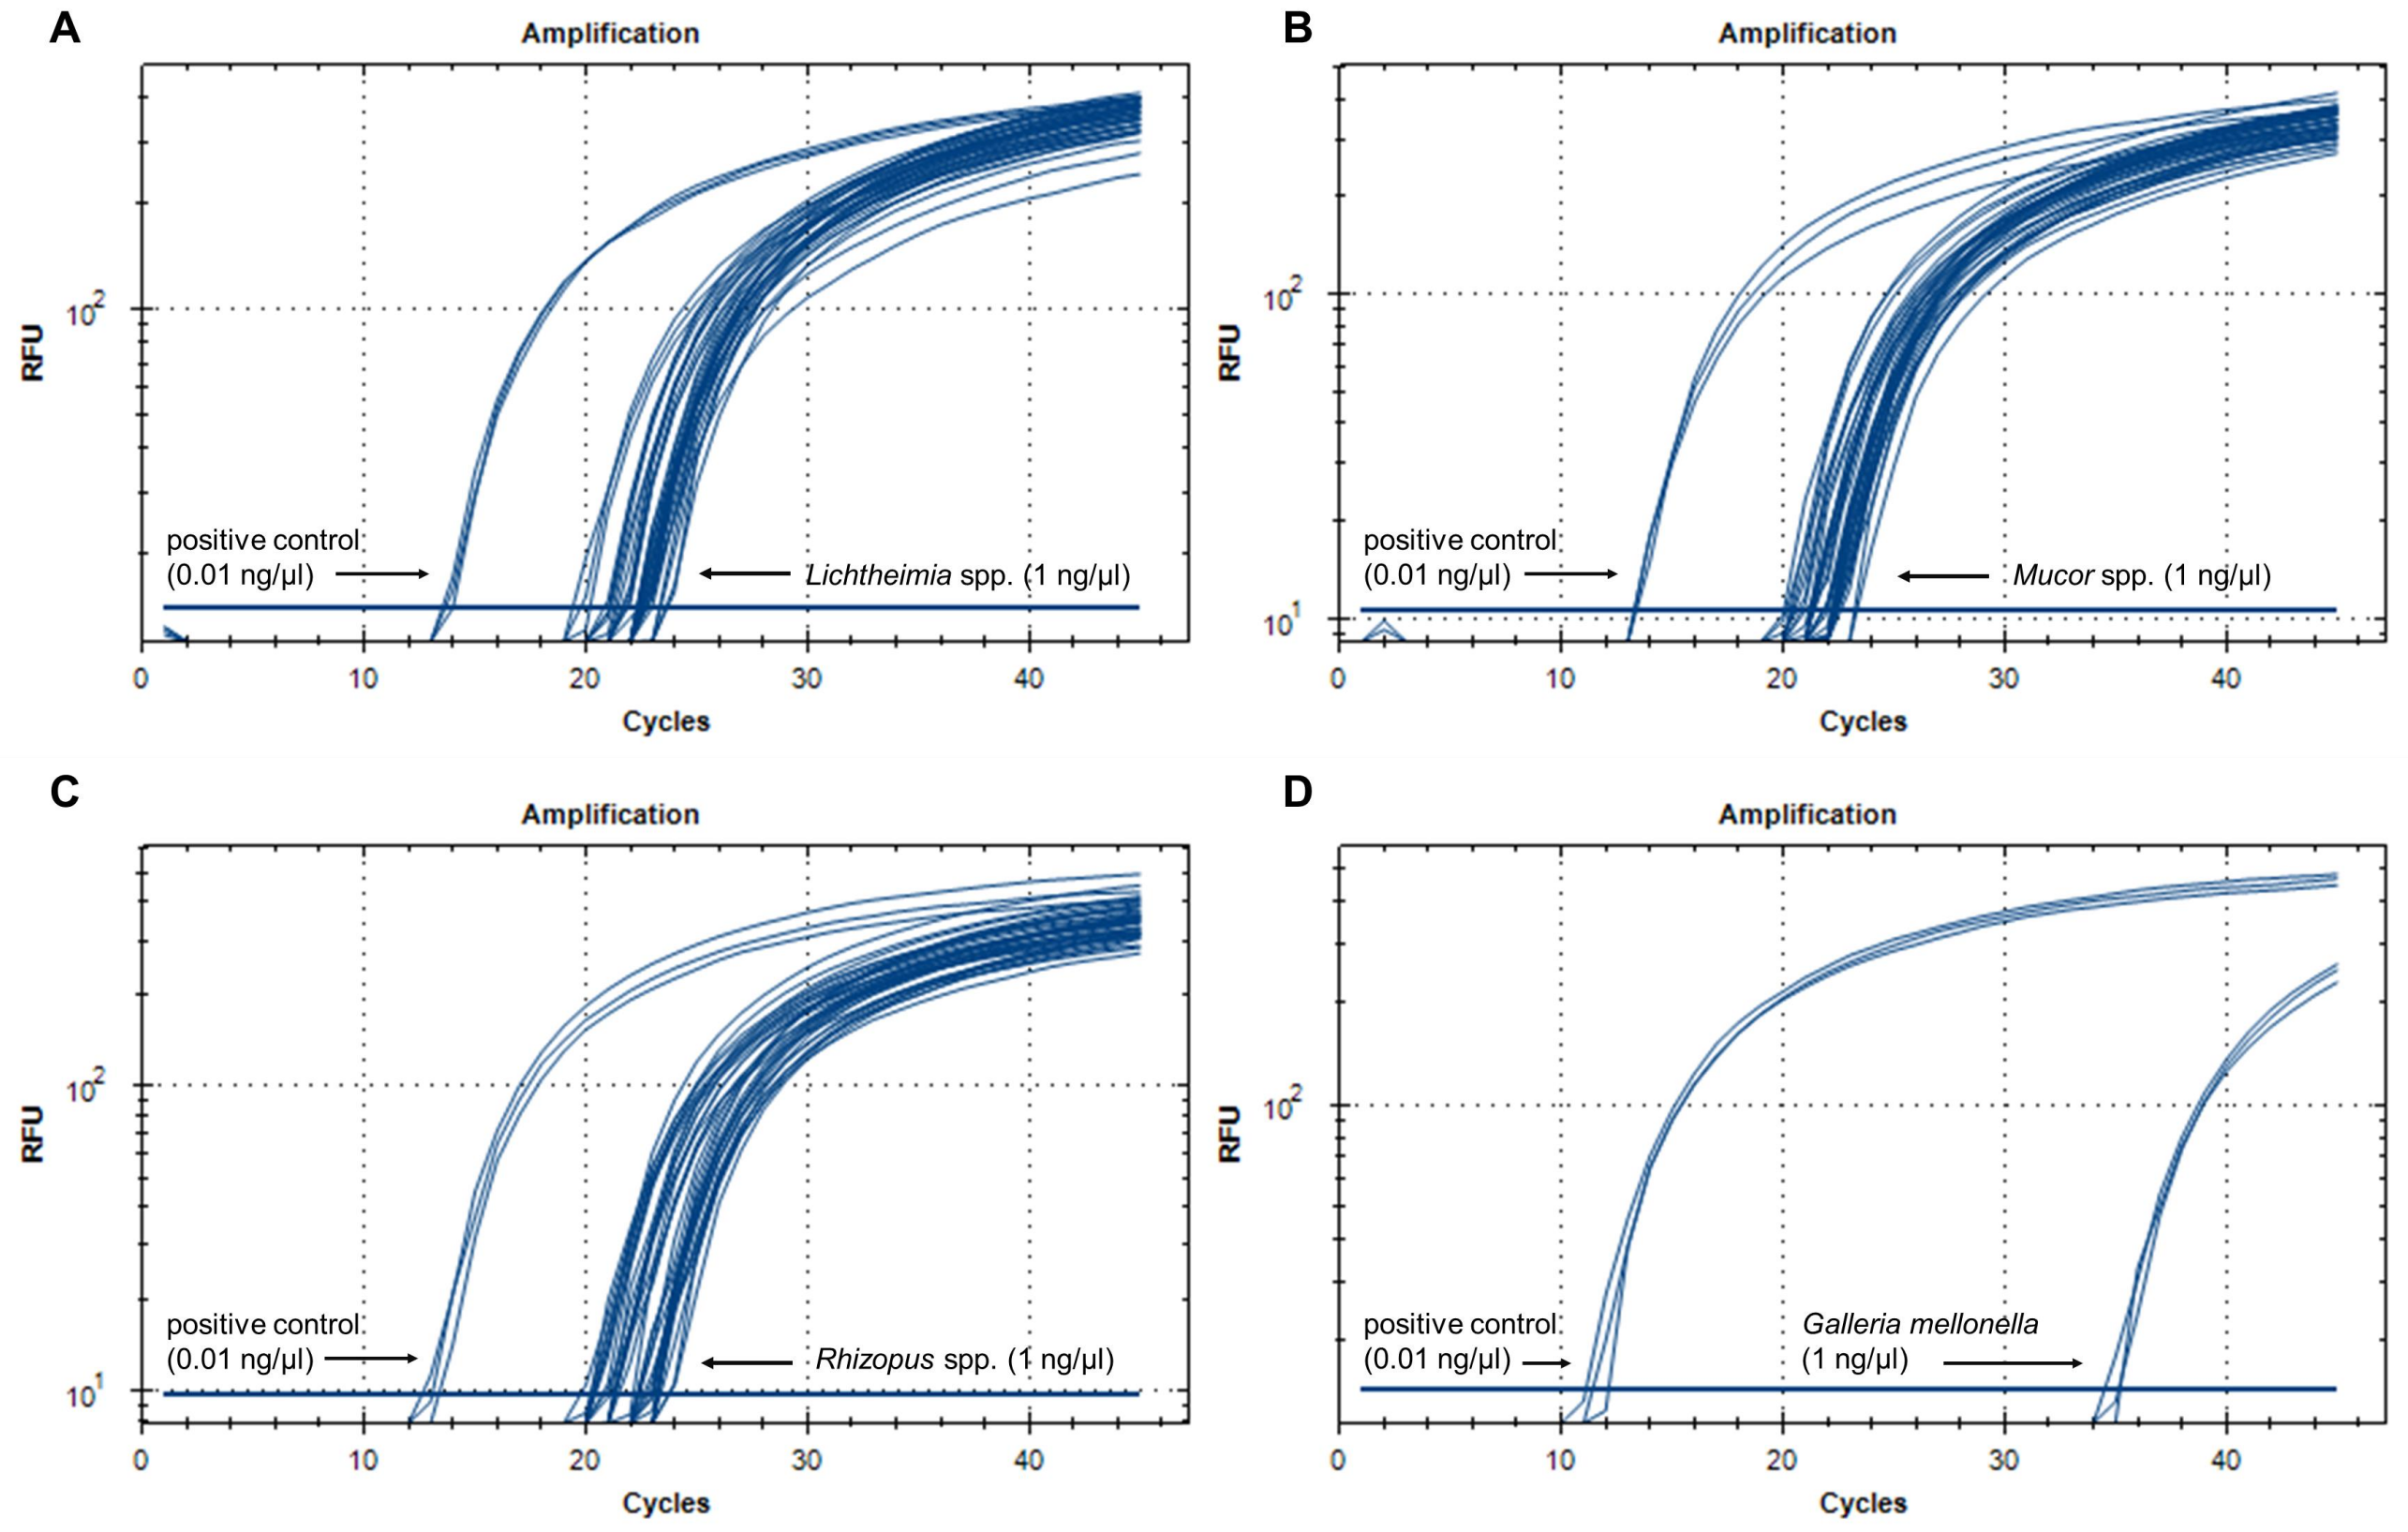 A
Amplification
10²
RFU
positive control
(0.01 ng/µl)
Lichtheimia spp. (1 ng/µl)
0 10 20 30 40
Cycles
B
Amplification
10²
RFU
positive control
(0.01 ng/µl)
Mucor spp. (1 ng/µl)
10¹
0 10 20 30 40
Cycles
C
Amplification
10²
RFU
positive control
(0.01 ng/µl)
Rhizopus spp. (1 ng/µl)
10¹
0 10 20 30 40
Cycles
D
Amplification
10²
RFU
positive control
(0.01 ng/µl)
Galleria mellonella
(1 ng/µl)
0 10 20 30 40
Cycles